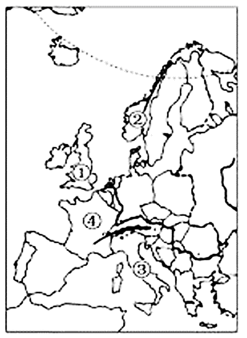 ②
①
④
③